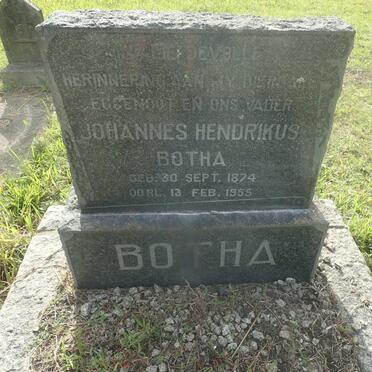 LIEFDEVOLLE
HERINNERING AAN MY DIERBARE
EGGENOOT EN ONS VADER
JOHANNES HENDRIKUS
BOTHA
GEB. 30 SEPT. 1874
OORL. 13 FEB. 1955
BOTHA